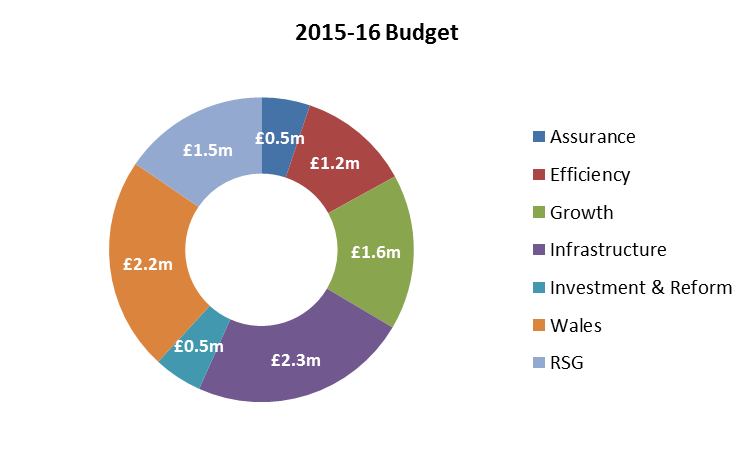 2015-16 Budget
£0.5m
£1.2m
£1.6m
£2.3m
£0.5m
£2.2m
£1.5m
Assurance
Efficiency
Growth
Infrastructure
Investment & Reform
Wales
RSG